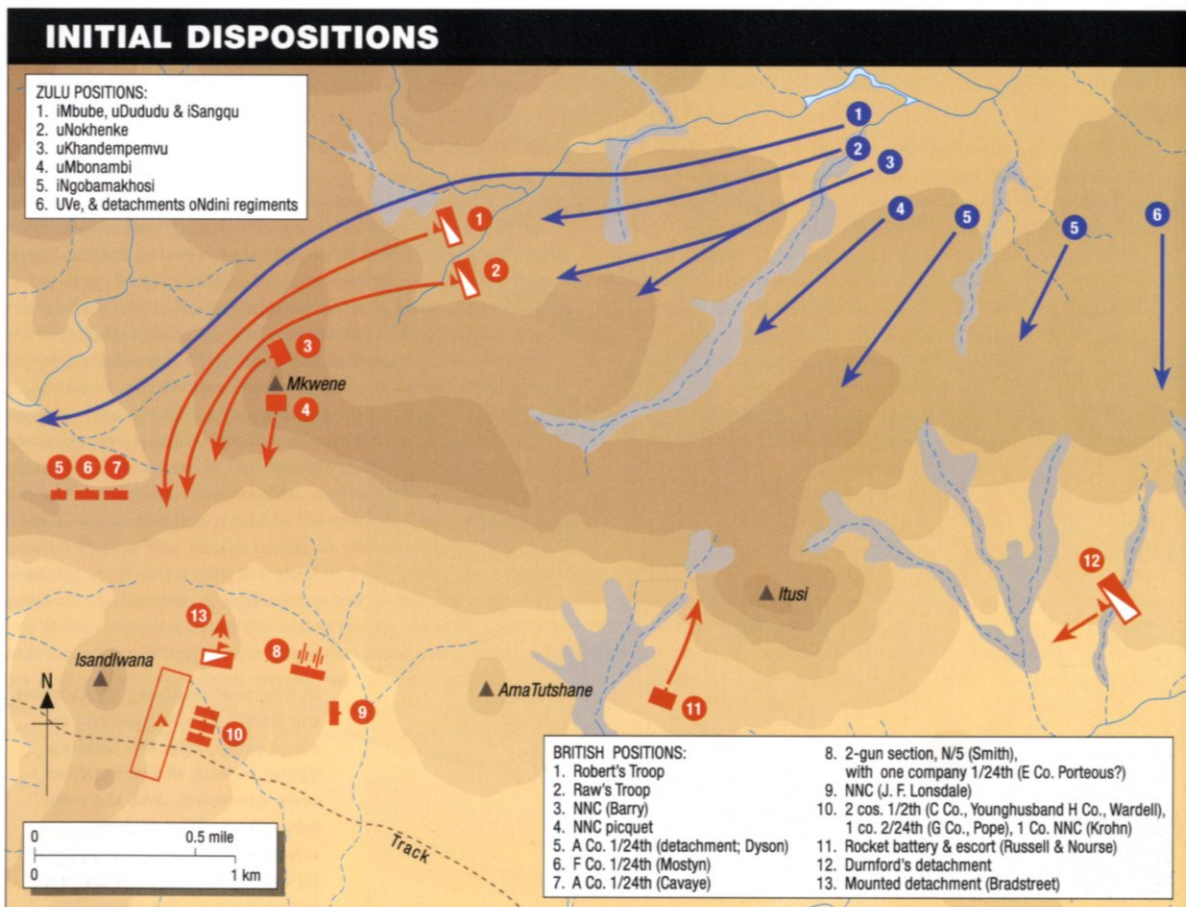 INITIAL DISPOSITIONS
ZULU POSITIONS:
1. iMbube, uDududu & iSangqu
2. uNokhenke
3. uKhandempemvu
4. uMbonambi
5. iNgobamakhosi
6. UVe, & detachments oNdini regiments
1
2
3
4
5
5
6
1
2
3
Mkwene
4
5 6 7
12
Itusi
13
8
Isandlwana
AmaTutshane
N
11
9
10
Track
0 0.5 mile
0 1 km
BRITISH POSITIONS:
1. Robert's Troop
2. Raw's Troop
3. NNC (Barry)
4. NNC picquet
5. A Co. 1/24th (detachment; Dyson)
6. F Co. 1/24th (Mostyn)
7. A Co. 1/24th (Cavaye)
8. 2-gun section, N/5 (Smith),
with one company 1/24th (E Co. Porteous?)
9. NNC (J. F. Lonsdale)
10. 2 cos. 1/2th (C Co., Younghusband H Co., Wardell),
1 co. 2/24th (G Co., Pope), 1 Co. NNC (Krohn)
11. Rocket battery & escort (Russell & Nourse)
12. Durnford's detachment
13. Mounted detachment (Bradstreet)